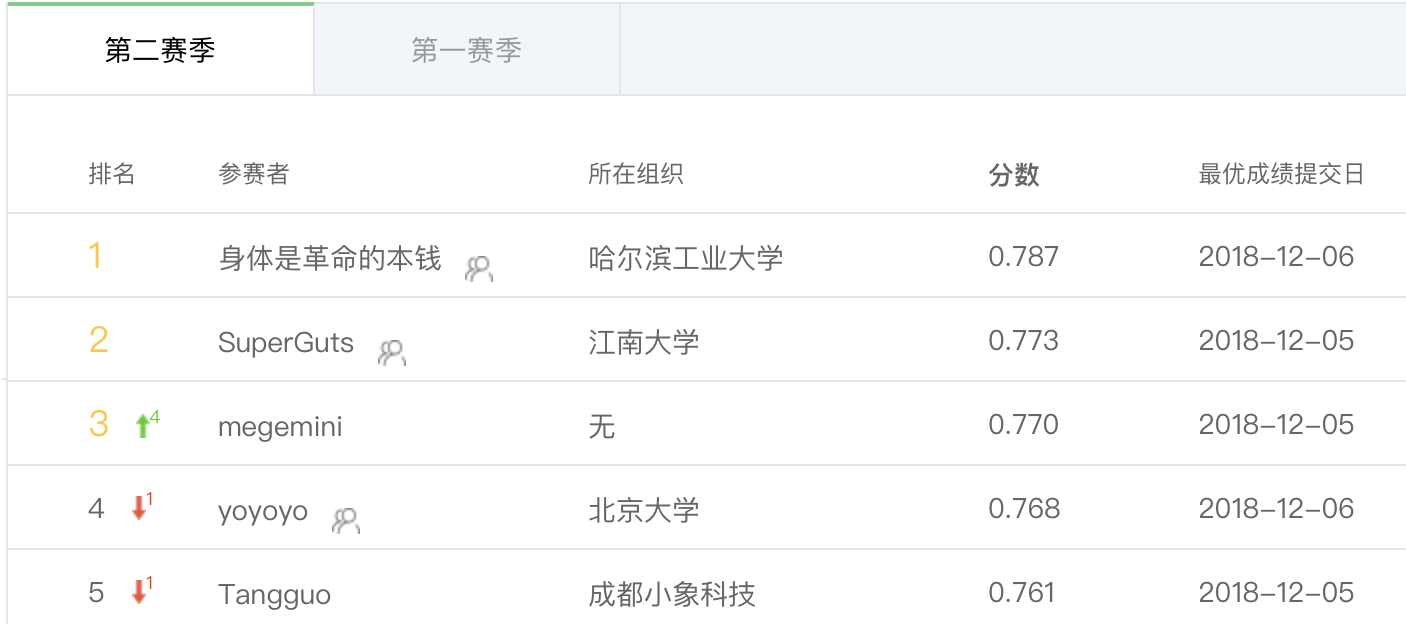 第二赛季 第一赛季
排名 参赛者 所在组织 分数 最优成绩提交日
1 身体是革命的本钱 哈尔滨工业大学 0.787 2018-12-06
2 SuperGuts 江南大学 0.773 2018-12-05
3 4 megemini 无 0.770 2018-12-05
4 1 yoyoyo 北京大学 0.768 2018-12-06
5 1 Tangguo 成都小象科技 0.761 2018-12-05